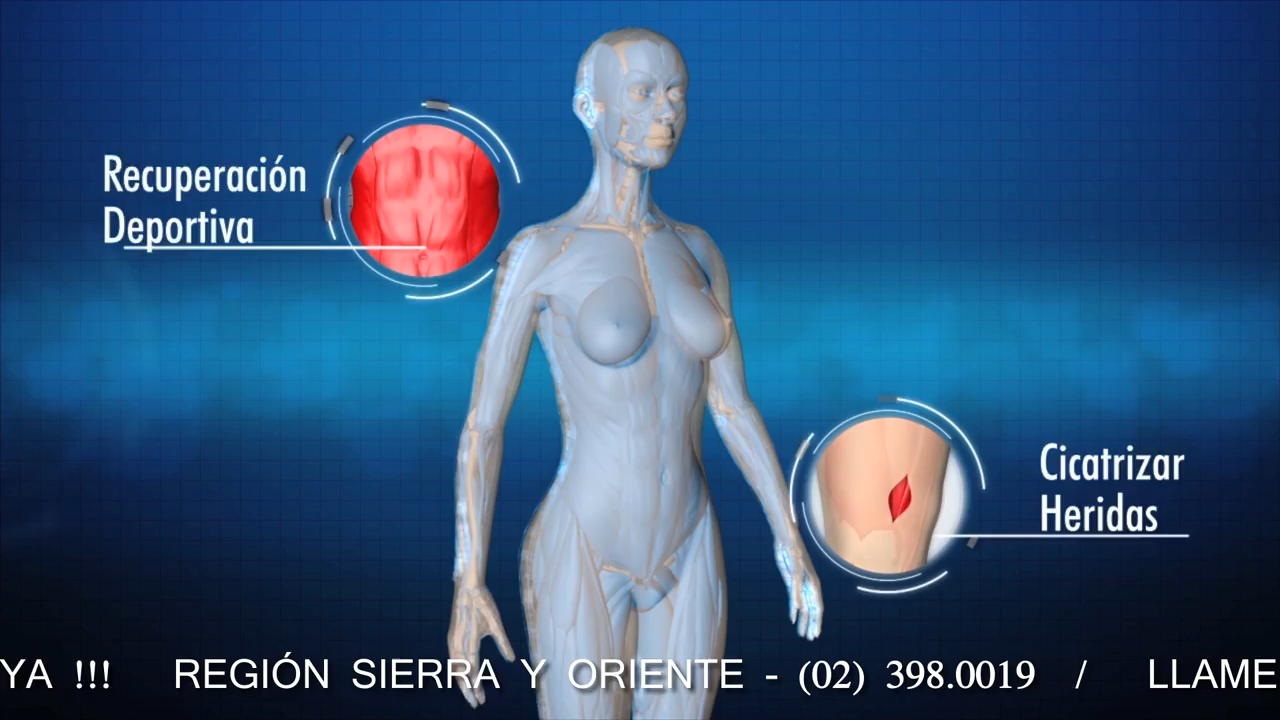 Recuperación
Deportiva
Cicatrizar
Heridas
YA !!! REGIÓN SIERRA Y ORIENTE - (02) 398.0019 / LLAME